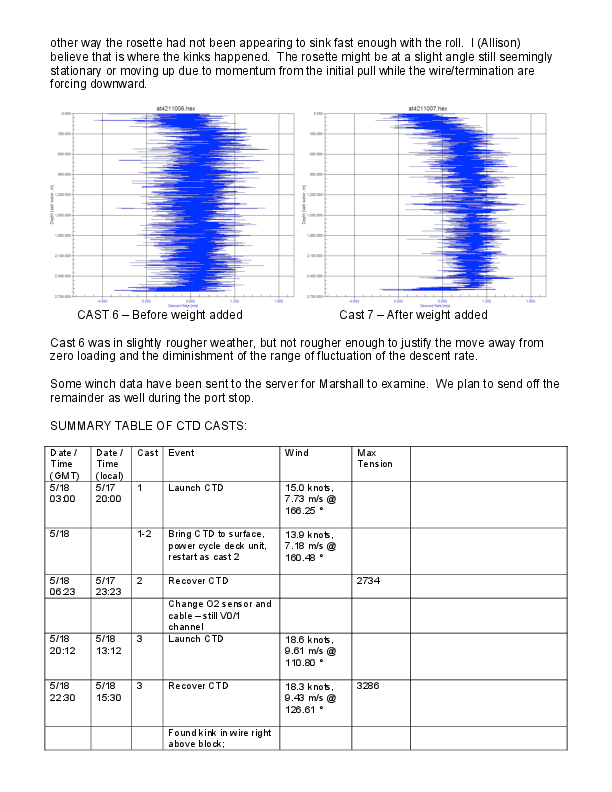 other way the rosette had not been appearing to sink fast enough with the roll. I (Allison)
believe that is where the kinks happened. The rosette might be at a slight angle still seemingly
stationary or moving up due to momentum from the initial pull while the wire/termination are
forcing downward.
at4211006.hex
at4211007.hex
CAST 6 – Before weight added
Cast 7 – After weight added
Cast 6 was in slightly rougher weather, but not rougher enough to justify the move away from
zero loading and the diminishment of the range of fluctuation of the descent rate.
Some winch data have been sent to the server for Marshall to examine. We plan to send off the
remainder as well during the port stop.
SUMMARY TABLE OF CTD CASTS:
Date / Time (GMT) Date / Time (local) Cast Event Wind Max Tension
5/18 03:00 5/17 20:00 1 Launch CTD 15.0 knots, 7.73 m/s @ 166.25 °
5/18 1-2 Bring CTD to surface, power cycle deck unit, restart as cast 2 13.9 knots, 7.18 m/s @ 160.48 °
5/18 06:23 5/17 23:23 2 Recover CTD 2734
Change O2 sensor and cable – still V0/1 channel
5/18 20:12 5/18 13:12 3 Launch CTD 18.6 knots, 9.61 m/s @ 110.80 °
5/18 22:30 5/18 15:30 3 Recover CTD 18.3 knots, 9.43 m/s @ 126.61 ° 3286
Found kink in wire right above block;